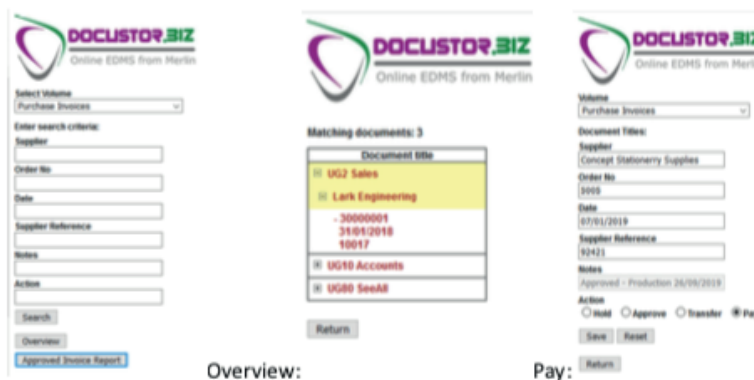 DOCUSTOR.BIZ
Online EDMS from Merlin
Select Volume
Purchase Invoices
Enter search criteria:
Supplier
Order No
Date
Supplier Reference
Notes
Action
Search
Overview
Approved Invoice Report
Overview:
DOCUSTOR.BIZ
Online EDMS from Merlin
Matching documents: 3
Document title
UG2 Sales
Lark Engineering
- 30000001
31/01/2018
10017
UG10 Accounts
UG80 SeeAll
Return
Pay:
DOCUSTOR.BIZ
Online EDMS from Merli
Volume
Purchase Invoices
Document Titles:
Supplier
Concept Stationerry Supplies
Order No
3005
Date
07/01/2019
Supplier Reference
92421
Notes
Approved - Production 26/09/2019
Action
Hold Approve Transfer Pa
Save Reset
Return